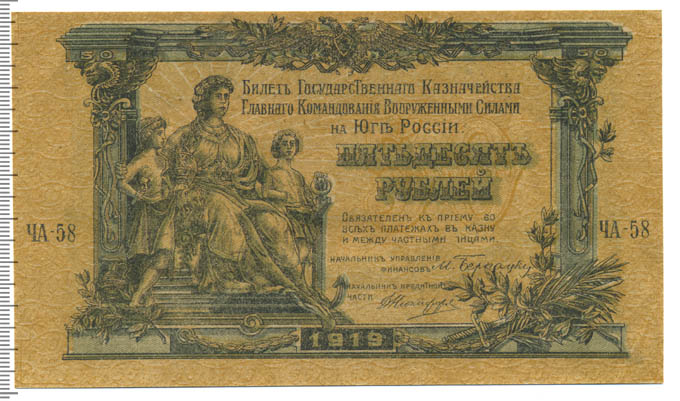 Билетъ Государственнаго Казначейства
Главнаго Командованія Вооруженными Силами
на Югѣ Россіи.
ПЯТЬДЕСЯТЪ
РУБЛЕЙ
ОБЯЗАТЕЛЕН КЪ ПРІЕМУ ВО
ВСѢХЪ ПЛАТЕЖАХЪ ВЪ КАЗНУ
И МЕЖДУ ЧАСТНЫМИ ЛИЦАМИ.
ЧА-58
ЧА-58
НАЧАЛЬНИКЪ УПРАВЛЕНІЯ
ФИНАНСОВЪ
НАЧАЛЬНИКЪ КРЕДИТНОЙ
ЧАСТИ
1919